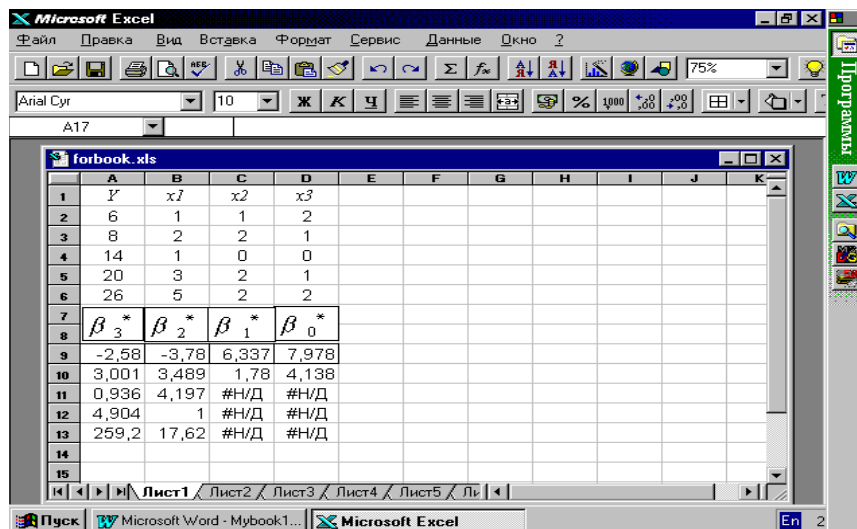 Microsoft Excel
Файл Правка Вид Вставка Формат Сервис Данные Окно ?
75%
Arial Cyr 10 Ж К Ч
A17
forbook.xls
A B C D E F G H I J K
1 Y x1 x2 x3
2 6 1 1 2
3 8 2 2 1
4 14 1 0 0
5 20 3 2 1
6 26 5 2 2
7
8
β3* β2* β1* β0*
9 -2,58 -3,78 6,337 7,978
10 3,001 3,489 1,78 4,138
11 0,936 4,197 #Н/Д #Н/Д
12 4,904 1 #Н/Д #Н/Д
13 259,2 17,62 #Н/Д #Н/Д
14
15
Лист1 Лист2 Лист3 Лист4 Лист5
Программы
Пуск Microsoft Word - Mybook1... Microsoft Excel En 2